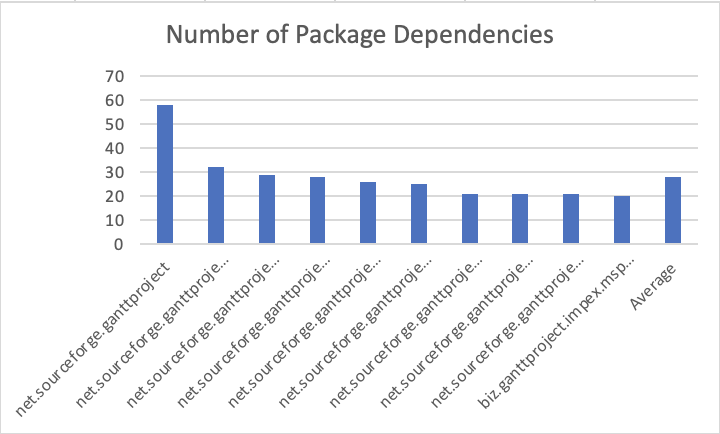 Number of Package Dependencies
70
60
50
40
30
20
10
0
net.sourceforge.ganttproject
net.sourceforge.ganttproje...
net.sourceforge.ganttproje...
net.sourceforge.ganttproje...
net.sourceforge.ganttproje...
net.sourceforge.ganttproje...
net.sourceforge.ganttproje...
net.sourceforge.ganttproje...
net.sourceforge.ganttproje...
biz.ganttproject.impex.msp...
Average